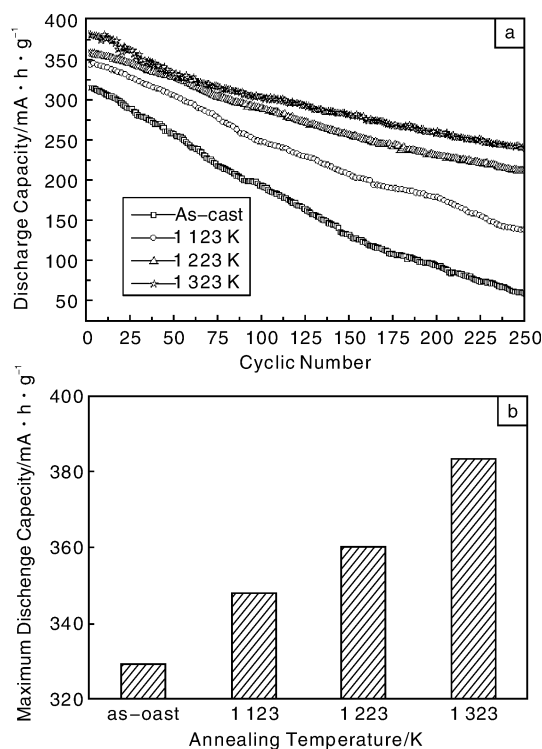 a
400
350
300
250
200
150
100
50
Discharge Capacity/mA·h·g⁻¹
As-cast
1 123 K
1 223 K
1 323 K
0 25 50 75 100 125 150 175 200 225 250
Cyclic Number
b
400
380
360
340
320
Maximum Dischenge Capecity/mA·h·g⁻¹
as-oast 1 123 1 223 1 323
Annealing Temperature/K